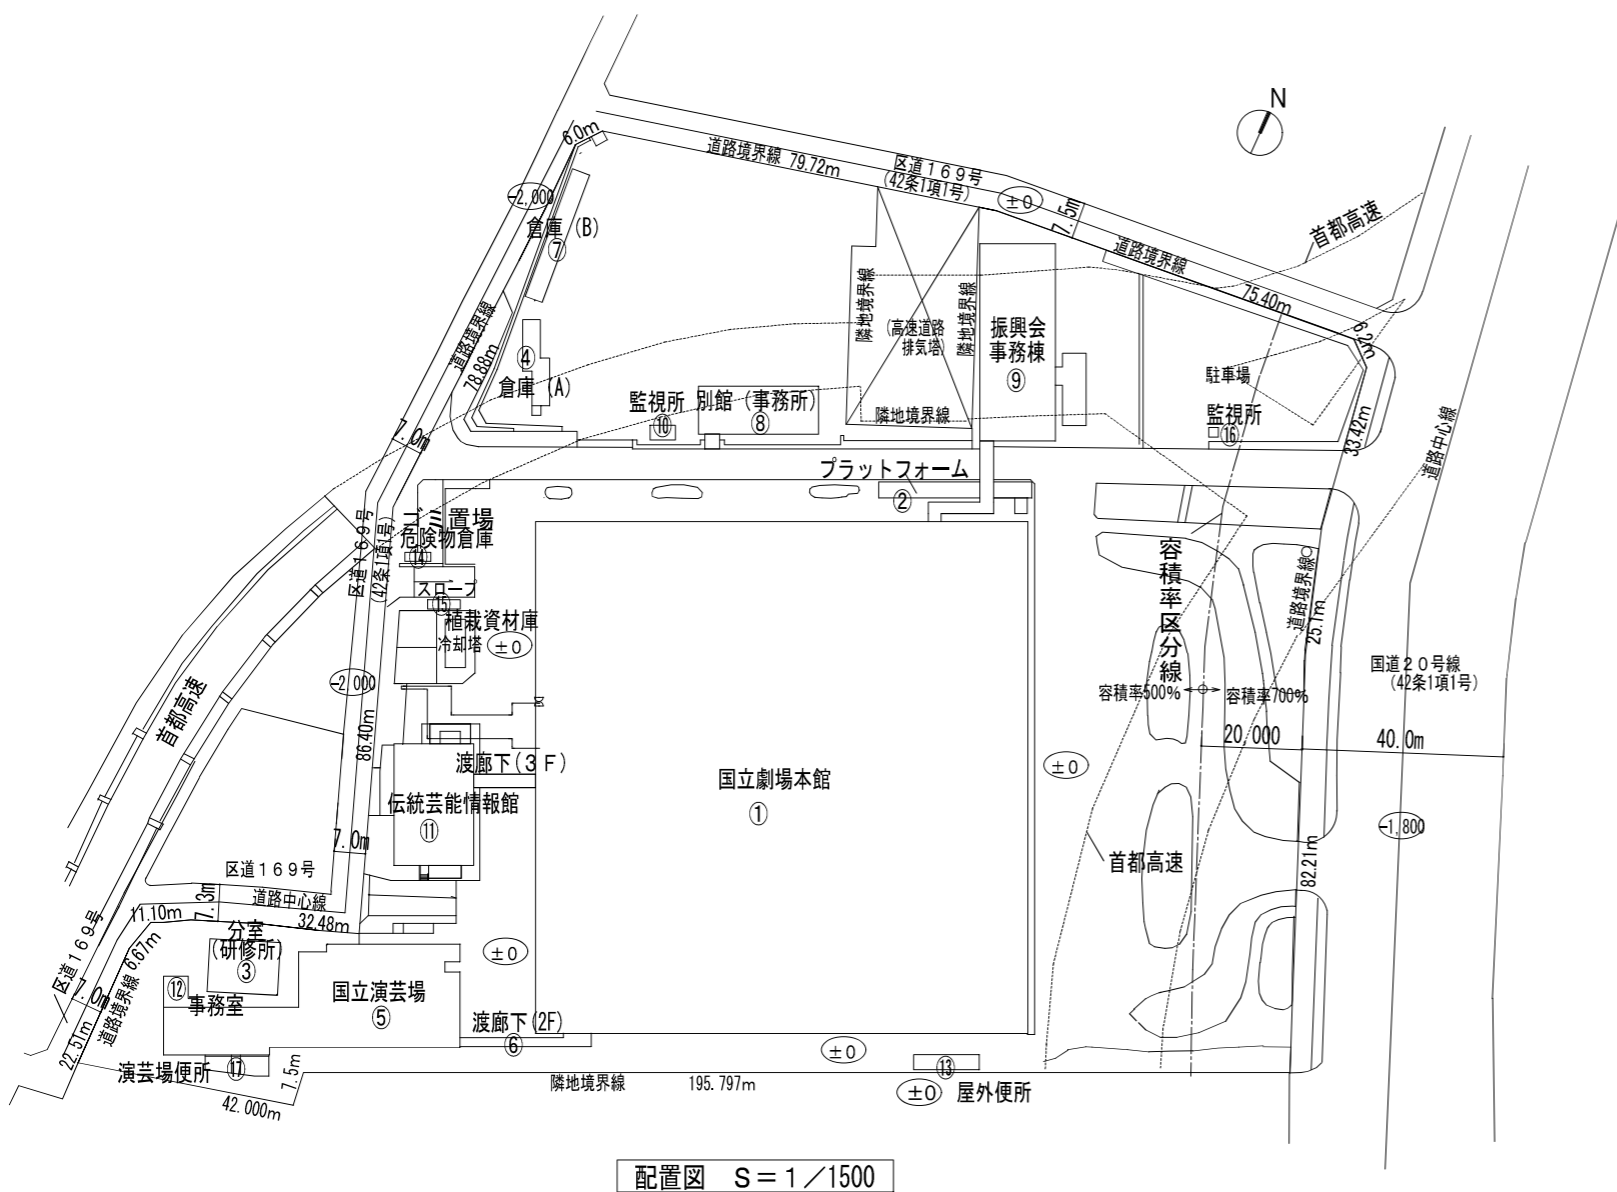 N
6.0m
道路境界線 79.72m
区道１６９号
(42条1項1号)
±0
7.5m
首都高速
-2,000
倉庫（B）
⑦
道路境界線
75.40m
6.2m
隣地境界線
隣地境界線
(高速道路
排気塔)
振興会
事務棟
⑨
道路境界線
78.88m
④
倉庫（A）
監視所
⑩
別館（事務所）
⑧
隣地境界線
駐車場
監視所
⑯
33.42m
道路中心線
7.0m
プラットフォーム
②
ゴミ置場
危険物倉庫
⑭
区道１６９号
(42条1項1号)
スロープ
⑮
植栽資材庫
冷却塔
±0
容積率区分線
道路境界線
25.1m
国道２０号線
(42条1項1号)
容積率500%
容積率700%
20,000
40.0m
-2,000
首都高速
86.40m
渡廊下(３Ｆ)
国立劇場本館
①
±0
伝統芸能情報館
⑪
7.0m
-1,800
首都高速
82.21m
区道１６９号
道路中心線
7.3m
11.10m
32.48m
分室
(研修所)
③
区道１６９号
7.0m
道路境界線 6.67m
⑫
事務室
国立演芸場
⑤
±0
渡廊下(2F)
⑥
22.51m
演芸場便所
⑰
7.5m
42.000m
隣地境界線
195.797m
±0
⑬
±0
屋外便所
配置図　Ｓ＝１／1500